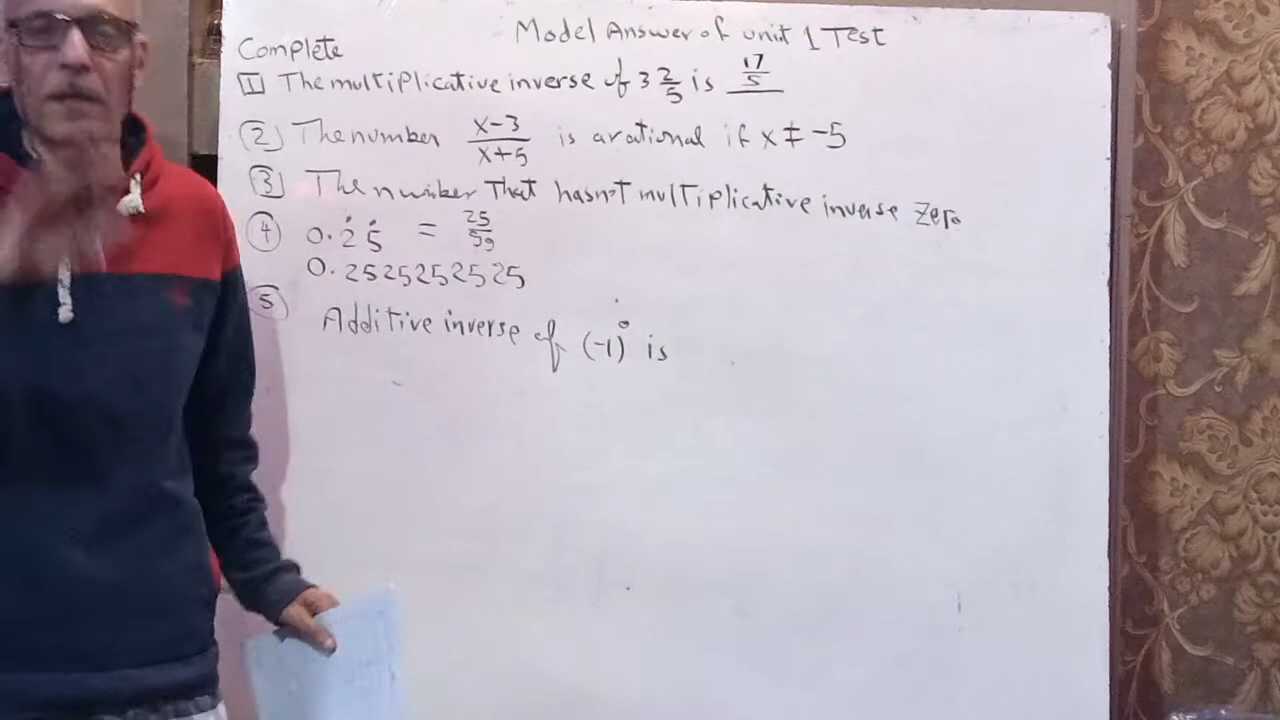 Model Answer of unit 1 Test
Complete
1 The multiplicative inverse of 3 2/5 is 17/5
2 The number x-3/x+5 is a rational if x ≠ -5
3 The number That hasn't multiplicative inverse Zero
4 0.2̇5̇ = 25/99
0.2525252525
5 Additive inverse of (-1)⁰ is